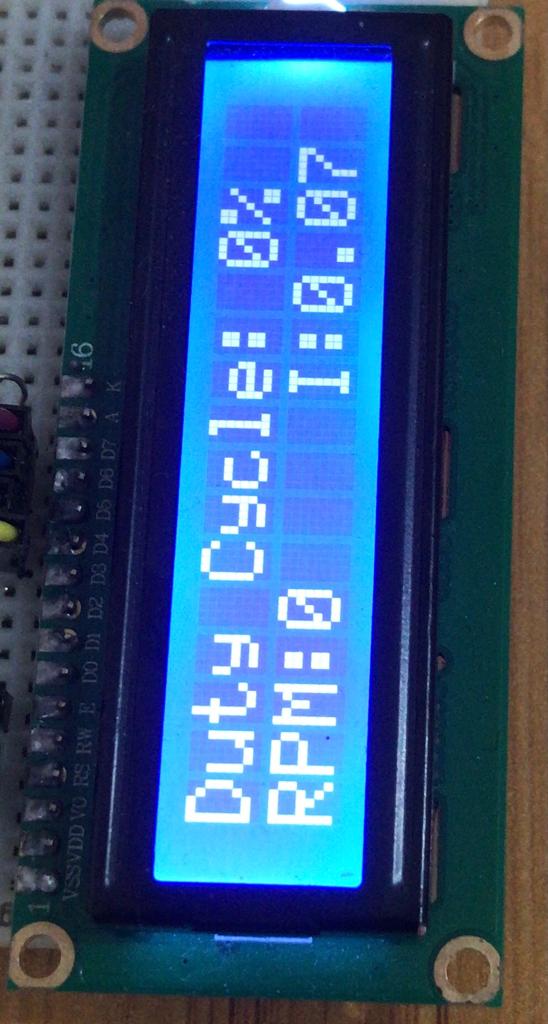 Duty Cycle: 0%
RPM:0    I:0.07
1 16
VSS VDD V0 RS RW E D0 D1 D2 D3 D4 D5 D6 D7 A K